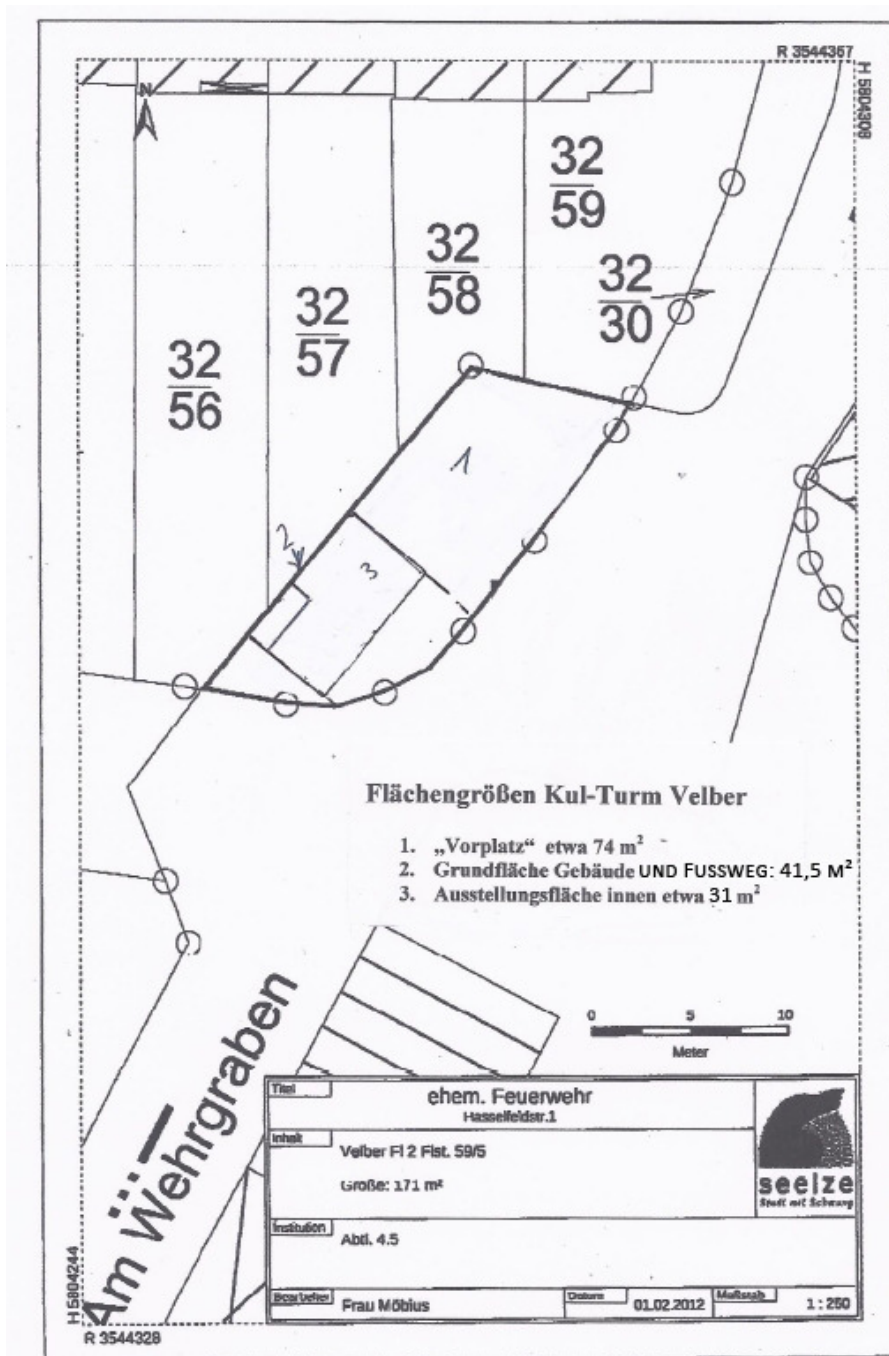 R 3544367
H 5804308
N
32
59
32
58
32
30
32
57
32
56
1
2
3
Flächengrößen Kul-Turm Velber
1. „Vorplatz“ etwa 74 m²
2. Grundfläche Gebäude UND FUSSWEG: 41,5 M²
3. Ausstellungsfläche innen etwa 31 m²
0 5 10
Meter
Am Wehrgraben
Titel
ehem. Feuerwehr
Hasselfeldstr.1
Inhalt
Velber Fl 2 Flst. 59/5
Große: 171 m²
seelze
Stadt mit Schwung
Institution
Abtl. 4.5
Bearbeiter Frau Möbius Datum 01.02.2012 Maßstab 1 : 250
H 5804244
R 3544328